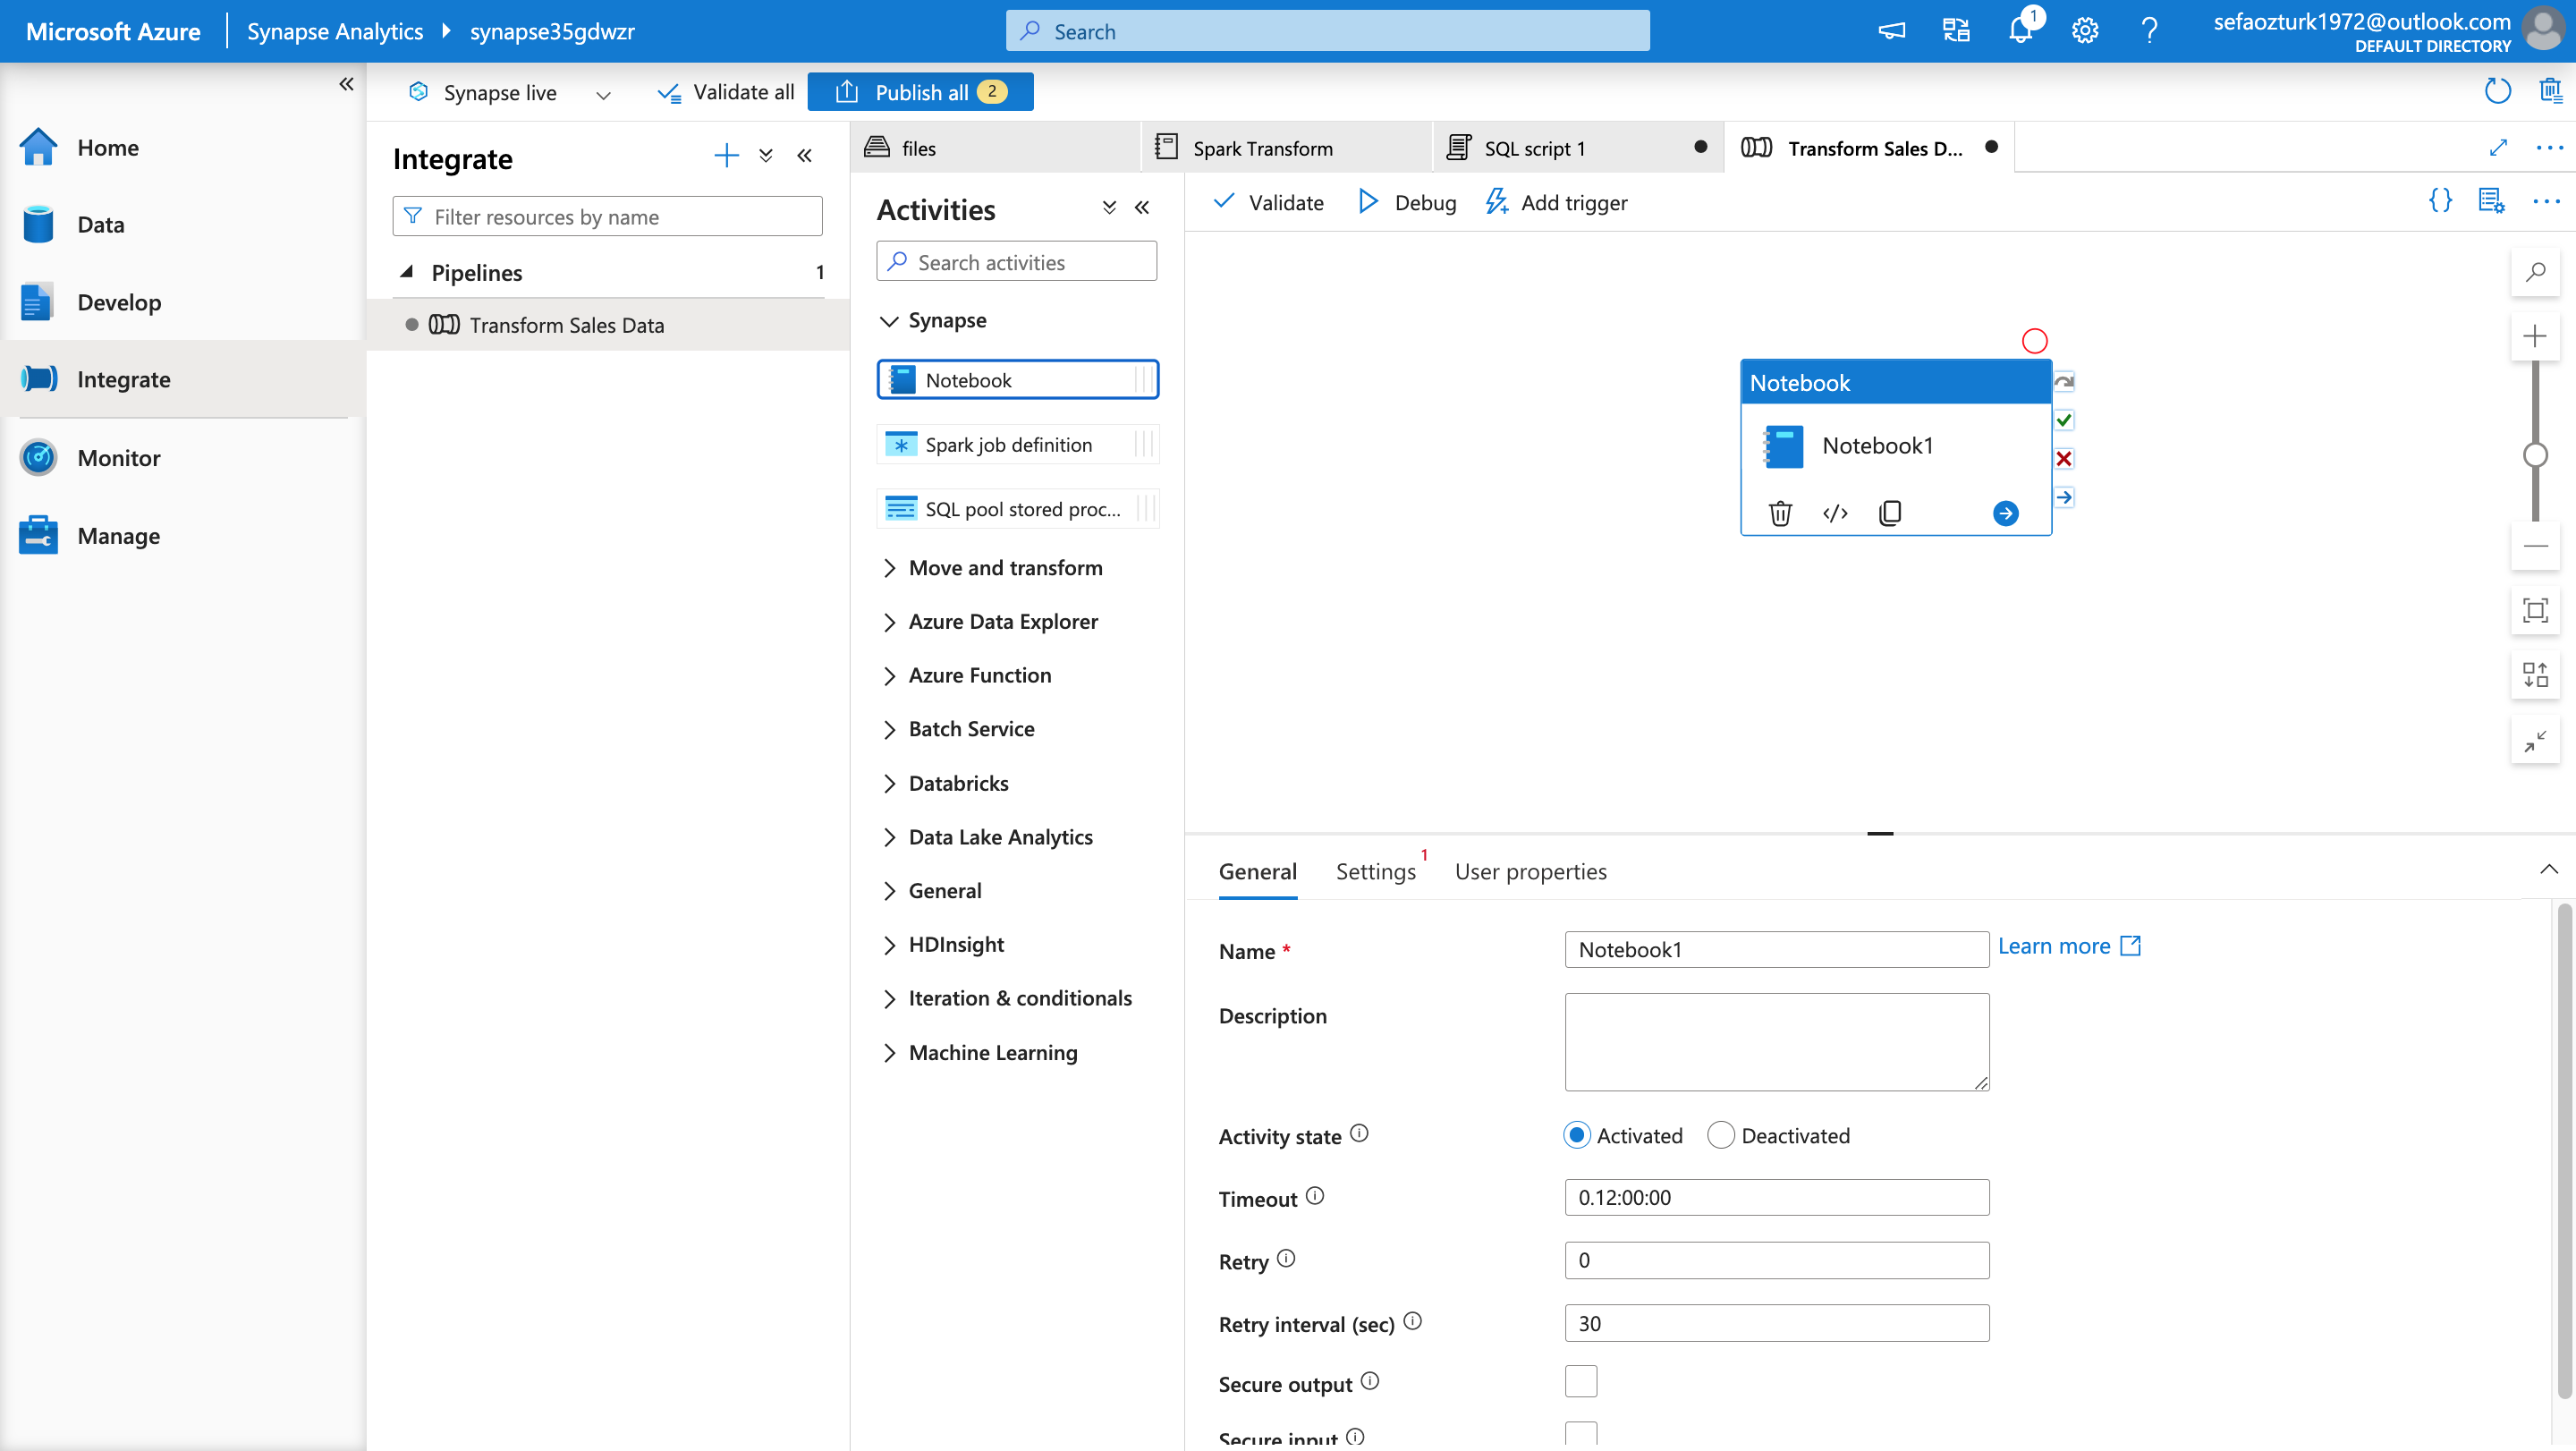 Microsoft Azure
Synapse Analytics
synapse35gdwzr
Search
1
sefaozturk1972@outlook.com
DEFAULT DIRECTORY
Synapse live
Validate all
Publish all 2
Home
Data
Develop
Integrate
Monitor
Manage
Integrate
Filter resources by name
Pipelines 1
Transform Sales Data
files
Spark Transform
SQL script 1
Transform Sales D...
Activities
Search activities
Synapse
Notebook
Spark job definition
SQL pool stored proc...
Move and transform
Azure Data Explorer
Azure Function
Batch Service
Databricks
Data Lake Analytics
General
HDInsight
Iteration & conditionals
Machine Learning
Validate
Debug
Add trigger
Notebook
Notebook1
General
Settings 1
User properties
Name *
Notebook1
Learn more
Description
Activity state
Activated
Deactivated
Timeout
0.12:00:00
Retry
0
Retry interval (sec)
30
Secure output
Secure input